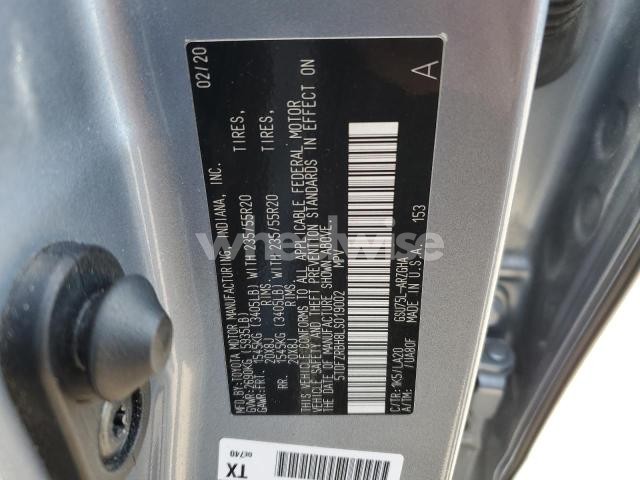 MFD.BY:TOYOTA MOTOR MANUFACTURING, INDIANA, INC. 02/20
GVWR:2690KG (5935LB)
GAWR:FRT. 1545KG (3405LB) WITH 235/55R20 TIRES,
20X8J RIMS,
RR. 1545KG (3405LB) WITH 235/55R20 TIRES,
20X8J RIMS
THIS VEHICLE CONFORMS TO ALL APPLICABLE FEDERAL MOTOR
VEHICLE SAFETY AND THEFT PREVENTION STANDARDS IN EFFECT ON
THE DATE OF MANUFACTURE SHOWN ABOVE.
MPV
C/TR:1K5/LA20 GSU75L-ARZGHA 153 A
A/TM: /UA80F MADE IN U.S.A.
wheelwise
TX